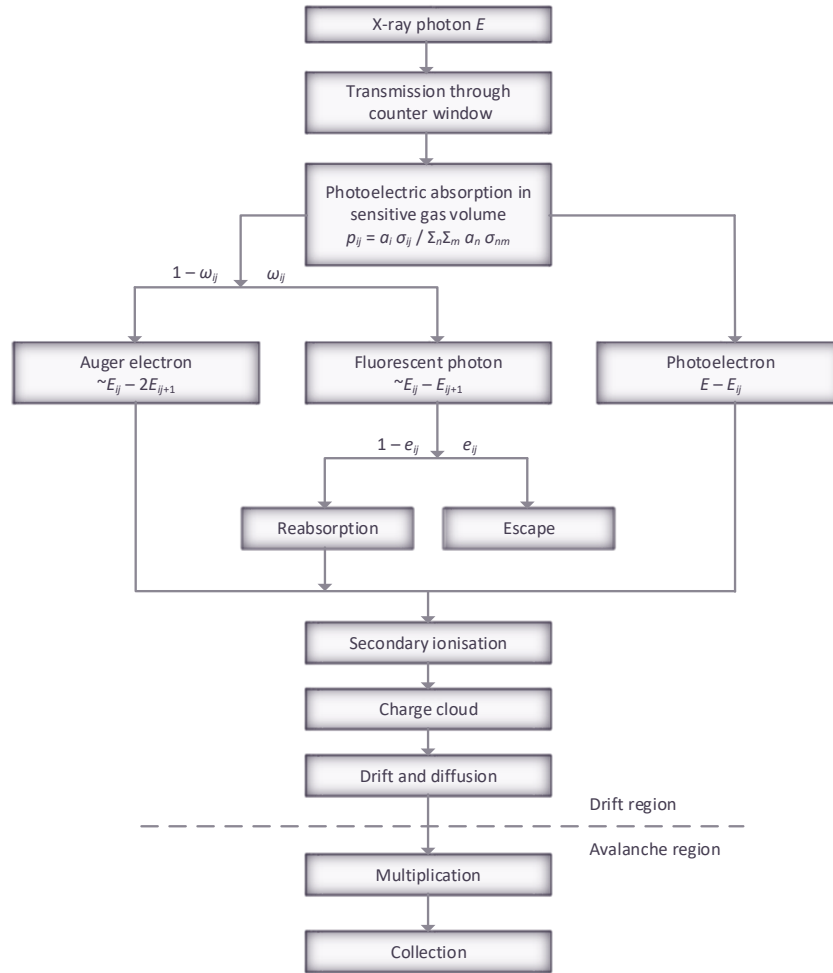 X-ray photon E
Transmission through
counter window
Photoelectric absorption in
sensitive gas volume
pᵢⱼ = aᵢ σᵢⱼ / ΣₙΣₘ aₙ σₙₘ
1 – ωᵢⱼ
ωᵢⱼ
Auger electron
~Eᵢⱼ – 2Eᵢⱼ₊₁
Fluorescent photon
~Eᵢⱼ – Eᵢⱼ₊₁
Photoelectron
E – Eᵢⱼ
1 – eᵢⱼ
eᵢⱼ
Reabsorption
Escape
Secondary ionisation
Charge cloud
Drift and diffusion
Drift region
Avalanche region
Multiplication
Collection